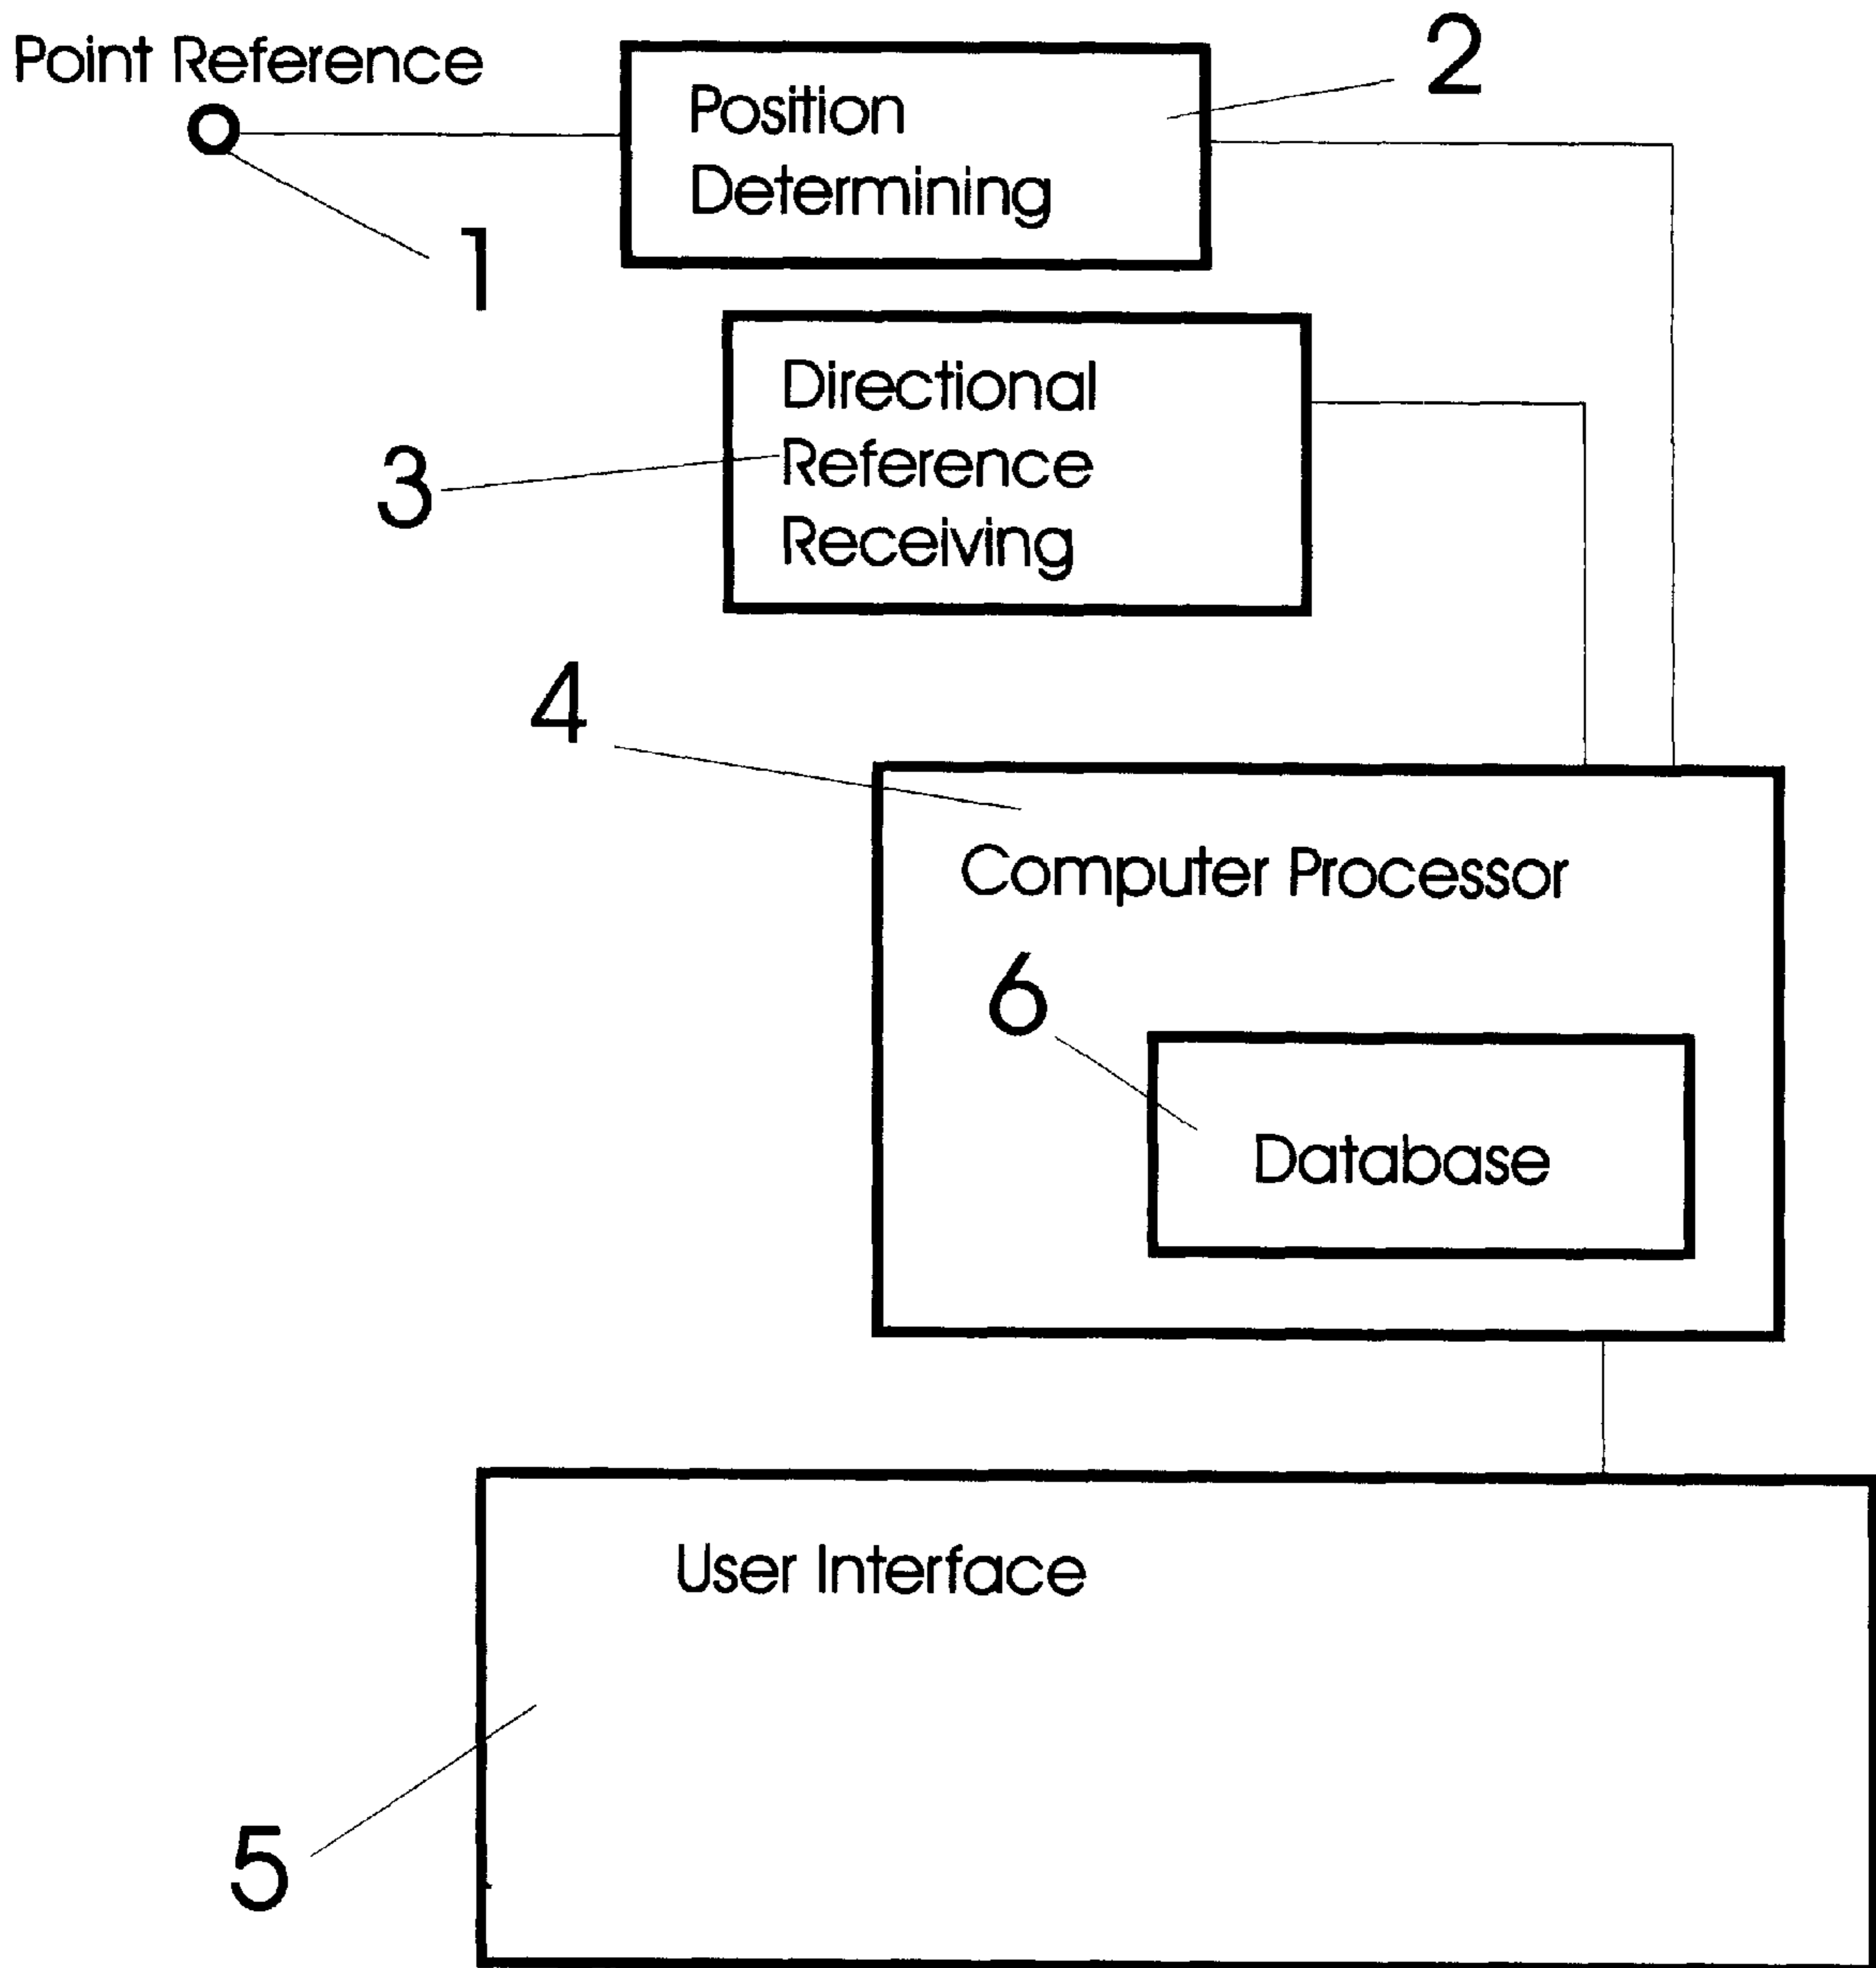 Point Reference
2
Position
Determining
1
Directional
Reference
Receiving
3
4
Computer Processor
6
Database
User Interface
5